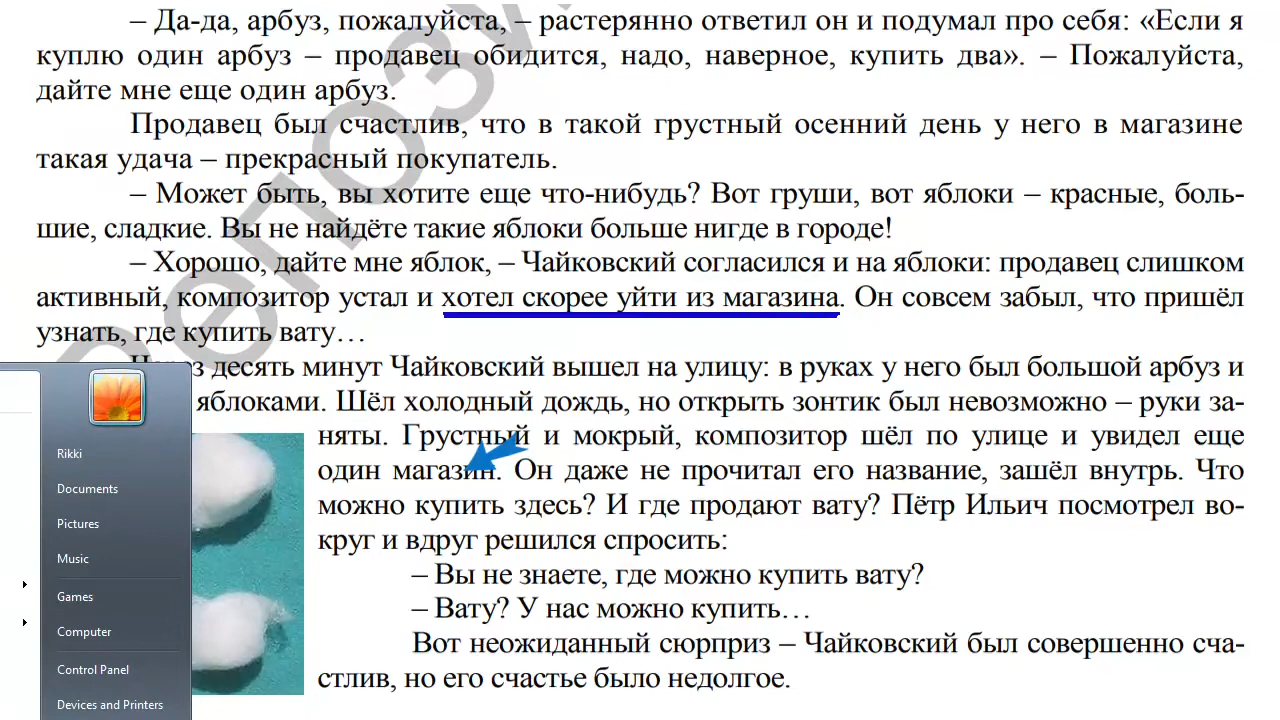 – Да-да, арбуз, пожалуйста, – растерянно ответил он и подумал про себя: «Если я
куплю один арбуз – продавец обидится, надо, наверное, купить два». – Пожалуйста,
дайте мне еще один арбуз.
Продавец был счастлив, что в такой грустный осенний день у него в магазине
такая удача – прекрасный покупатель.
– Может быть, вы хотите еще что-нибудь? Вот груши, вот яблоки – красные, боль-
шие, сладкие. Вы не найдёте такие яблоки больше нигде в городе!
– Хорошо, дайте мне яблок, – Чайковский согласился и на яблоки: продавец слишком
активный, композитор устал и хотел скорее уйти из магазина. Он совсем забыл, что пришёл
узнать, где купить вату…
Через десять минут Чайковский вышел на улицу: в руках у него был большой арбуз и
яблоками. Шёл холодный дождь, но открыть зонтик был невозможно – руки за-
няты. Грустный и мокрый, композитор шёл по улице и увидел еще
один магазин. Он даже не прочитал его название, зашёл внутрь. Что
можно купить здесь? И где продают вату? Пётр Ильич посмотрел во-
круг и вдруг решился спросить:
– Вы не знаете, где можно купить вату?
– Вату? У нас можно купить…
Вот неожиданный сюрприз – Чайковский был совершенно сча-
стлив, но его счастье было недолгое.
Rikki
Documents
Pictures
Music
Games
Computer
Control Panel
Devices and Printers